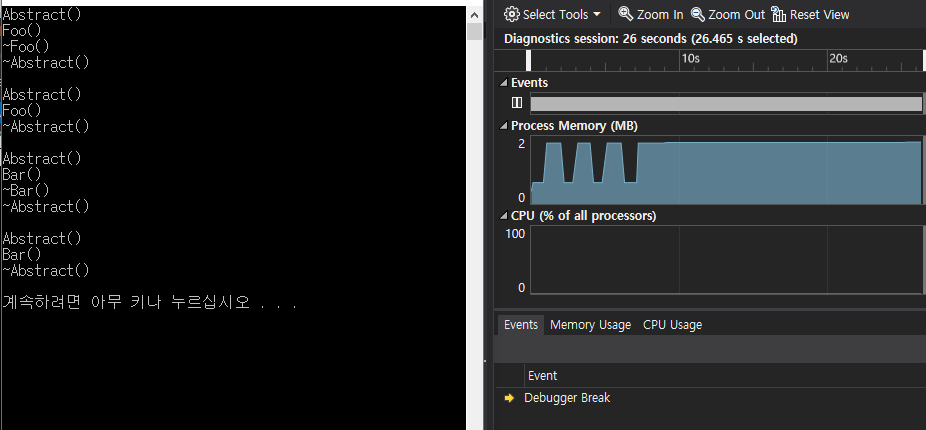 Abstract()
Foo()
~Foo()
~Abstract()
Abstract()
Foo()
~Abstract()
Abstract()
Bar()
~Bar()
~Abstract()
Abstract()
Bar()
~Abstract()
계속하려면 아무 키나 누르십시오 . . .
Select Tools Zoom In Zoom Out Reset View
Diagnostics session: 26 seconds (26.465 s selected)
10s 20s
Events
Process Memory (MB)
2
0
CPU (% of all processors)
100
0
Events Memory Usage CPU Usage
Event
Debugger Break